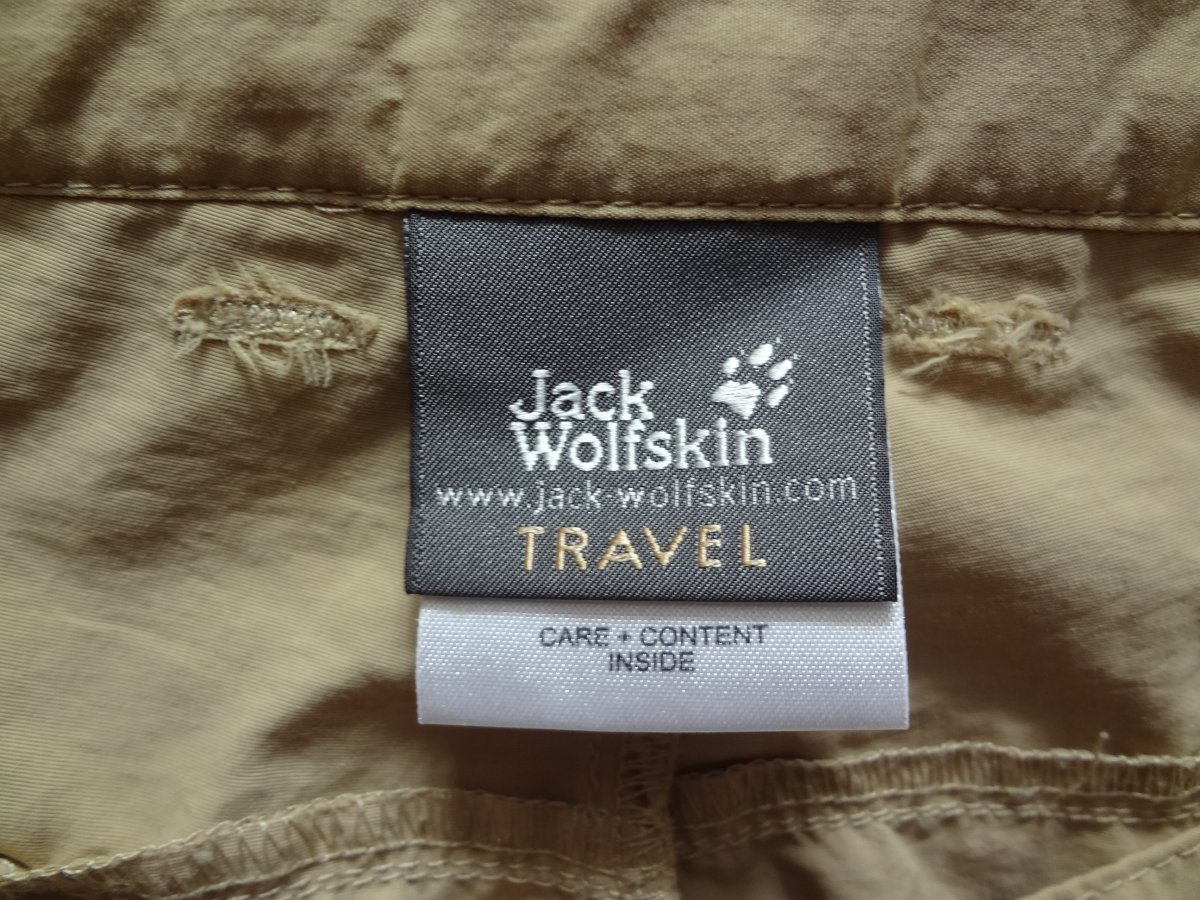 Jack
Wolfskin
www.jack-wolfskin.com
TRAVEL
CARE + CONTENT
INSIDE